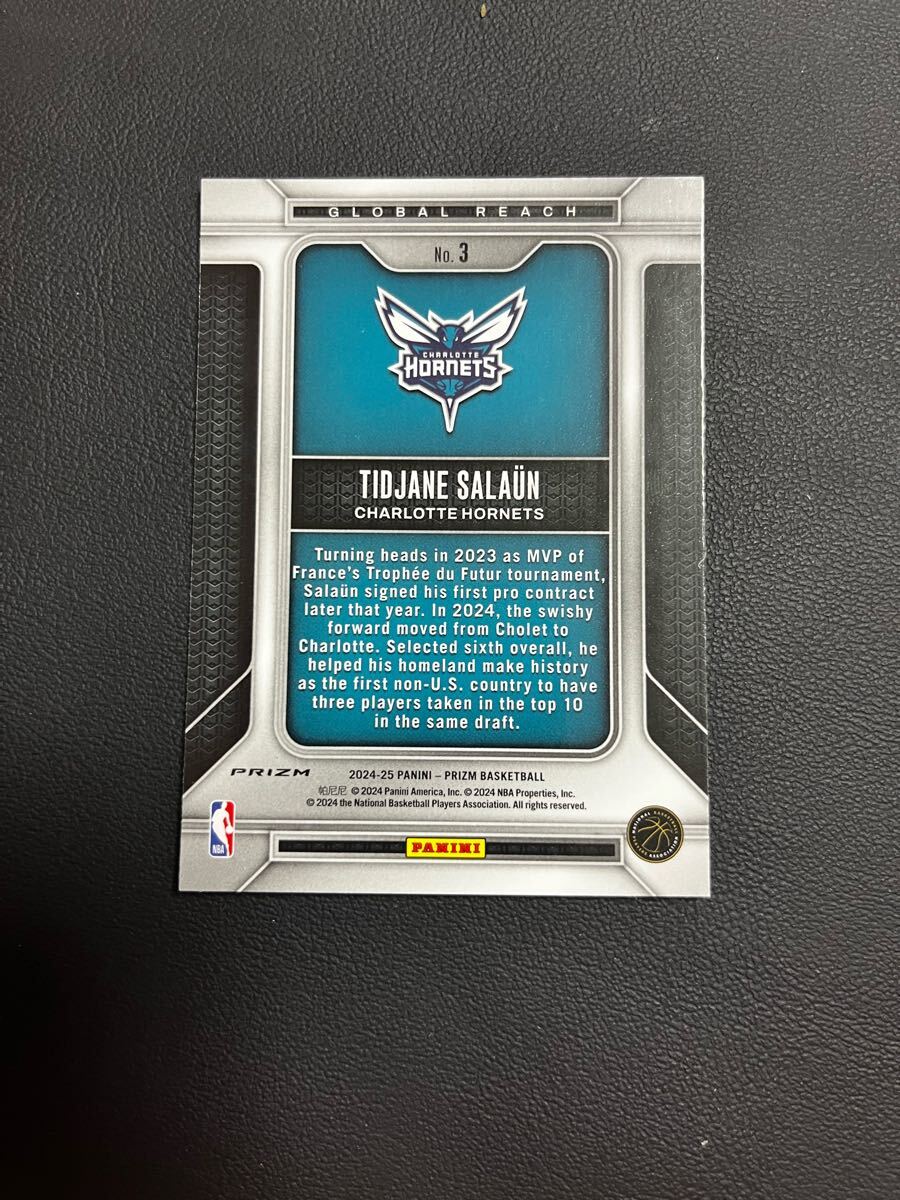 GLOBAL REACH
No. 3
CHARLOTTE
HORNETS
TIDJANE SALAÜN
CHARLOTTE HORNETS
Turning heads in 2023 as MVP of
France's Trophée du Futur tournament,
Salaün signed his first pro contract
later that year. In 2024, the swishy
forward moved from Cholet to
Charlotte. Selected sixth overall, he
helped his homeland make history
as the first non-U.S. country to have
three players taken in the top 10
in the same draft.
PRIZM
2024-25 PANINI – PRIZM BASKETBALL
帕尼尼 © 2024 Panini America, Inc. © 2024 NBA Properties, Inc.
© 2024 the National Basketball Players Association. All rights reserved.
NBA
PANINI
NATIONAL BASKETBALL
PLAYERS ASSOCIATION